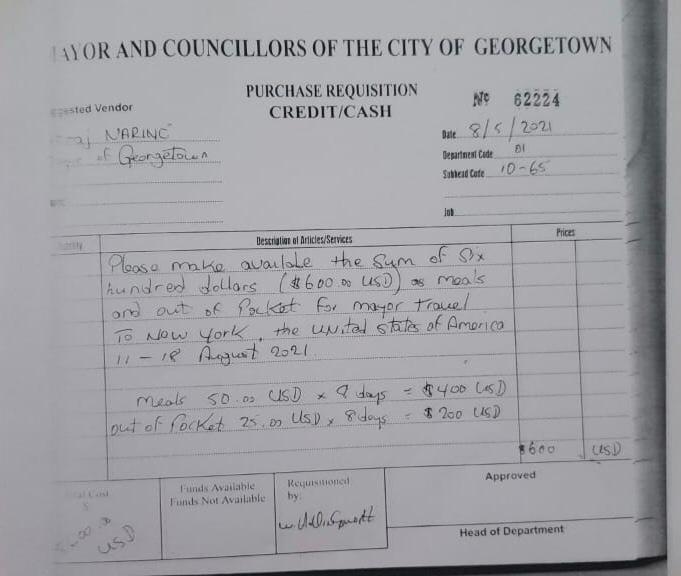 AYOR AND COUNCILLORS OF THE CITY OF GEORGETOWN
PURCHASE REQUISITION
CREDIT/CASH
No 62224
ested Vendor
aj NARINE
of Georgetown
Date 8/5/2021
Department Code 01
Subhead Code 10-65
Job
Description of Articles/Services
Prices
Please make available the sum of Six
hundred dollars ($600.00 USD) as meals
and out of Pocket for mayor travel
To New York, the United States of America
11 - 18 August 2021
Meals 50.00 USD x 8 days = $400 USD
out of Pocket 25.00 USD x 8 days = $200 USD
$600 USD
al Cost
$
00.00
USD
Funds Available
Funds Not Available
Requisitioned
by:
Approved
Head of Department